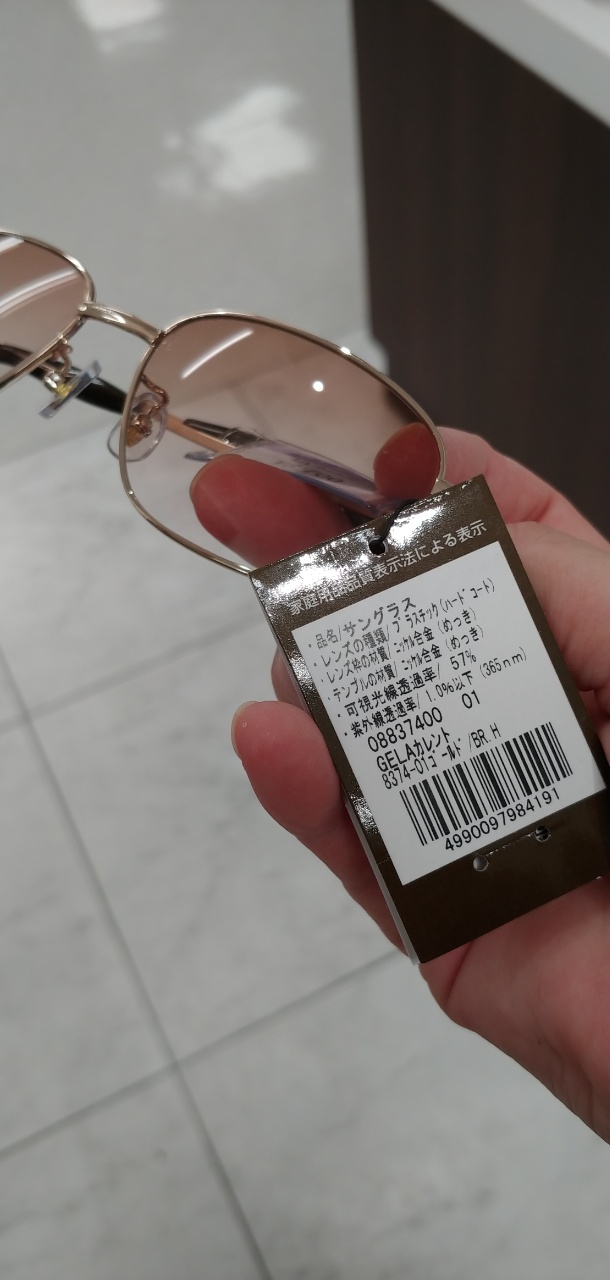 家庭用品品質表示法による表示
・品名/サングラス
・レンズの種類/プラスチック(ハードコート)
・レンズ枠の材質/ニッケル合金(めっき)
・テンプルの材質/ニッケル合金(めっき)
・可視光線透過率/ 57%
・紫外線透過率/1.0%以下(365nm)
08837400 01
GELAカレント
8374-01ゴールド/BR.H
4990097984191